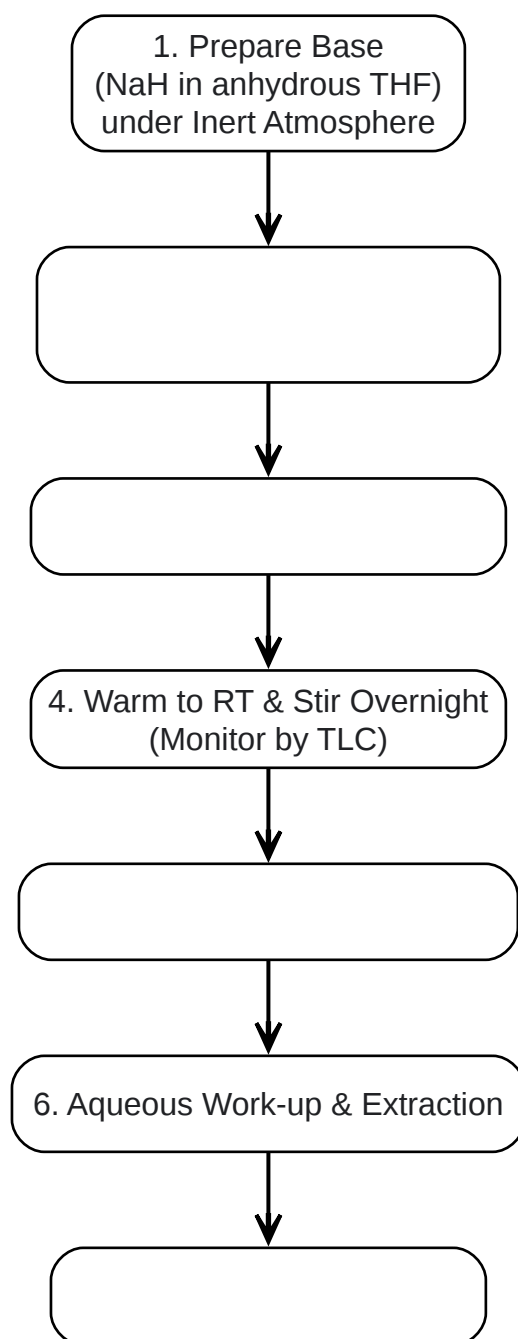 1. Prepare Base
(NaH in anhydrous THF)
under Inert Atmosphere
4. Warm to RT & Stir Overnight
(Monitor by TLC)
6. Aqueous Work-up & Extraction